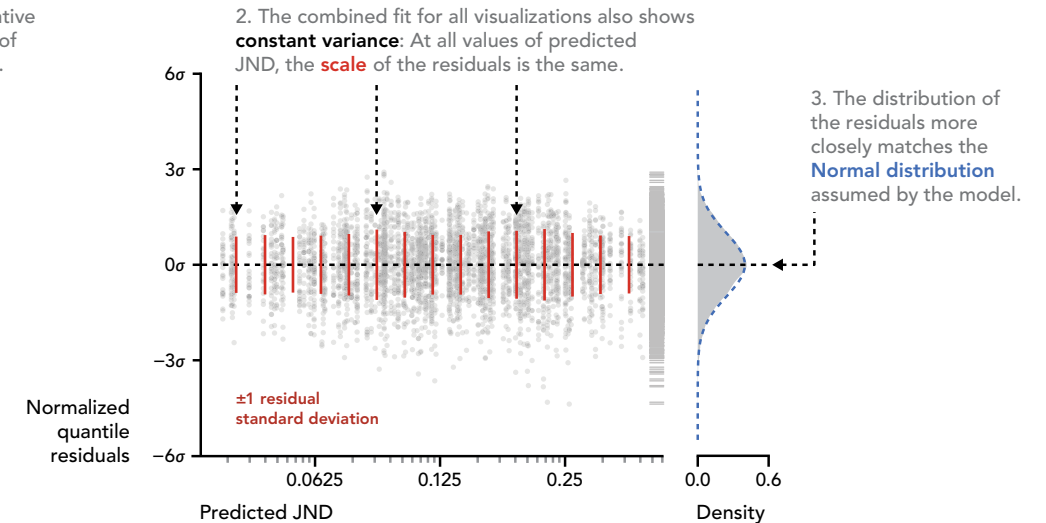 ative
of
.
2. The combined fit for all visualizations also shows
constant variance: At all values of predicted
JND, the scale of the residuals is the same.
3. The distribution of
the residuals more
closely matches the
Normal distribution
assumed by the model.
6σ
3σ
0σ
−3σ
−6σ
±1 residual
standard deviation
Normalized
quantile
residuals
0.0625
0.125
0.25
Predicted JND
0.0
0.6
Density